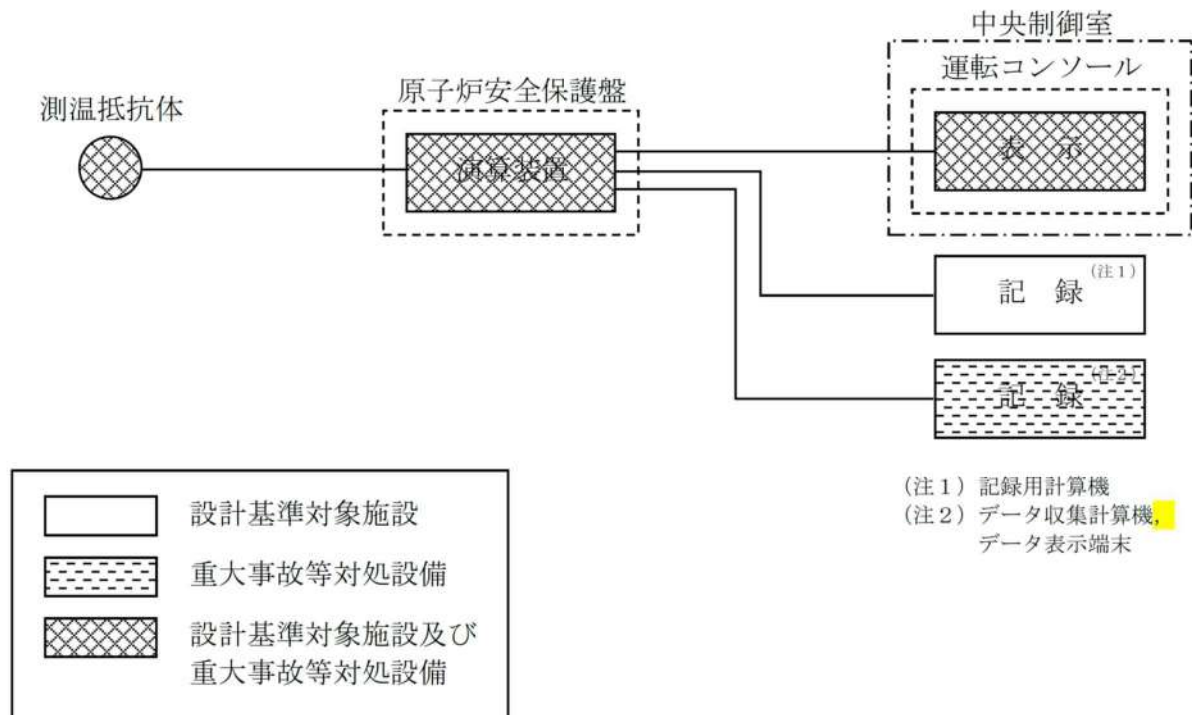 中央制御室
運転コンソール
原子炉安全保護盤
測温抵抗体
演算装置
表　示
記　録（注１）
記　録（注２）
（注１）記録用計算機
（注２）データ収集計算機，
データ表示端末
設計基準対象施設
重大事故等対処設備
設計基準対象施設及び
重大事故等対処設備